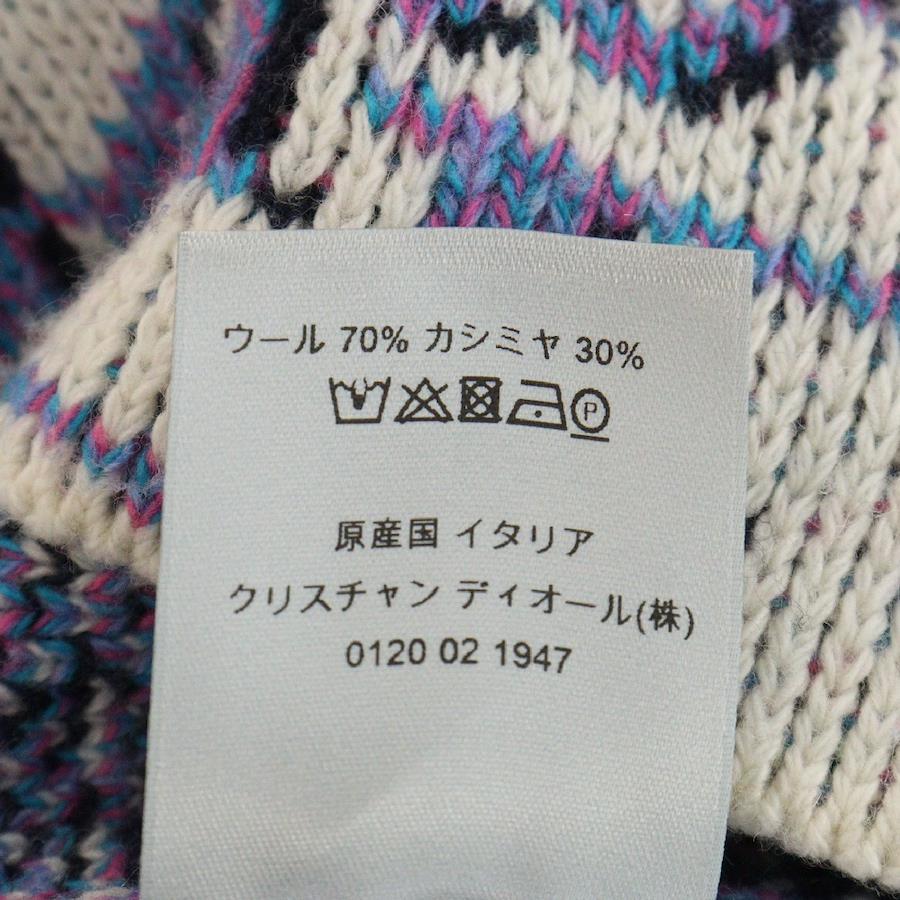 ウール 70% カシミヤ 30%
P
原産国 イタリア
クリスチャン ディオール(株)
0120 02 1947